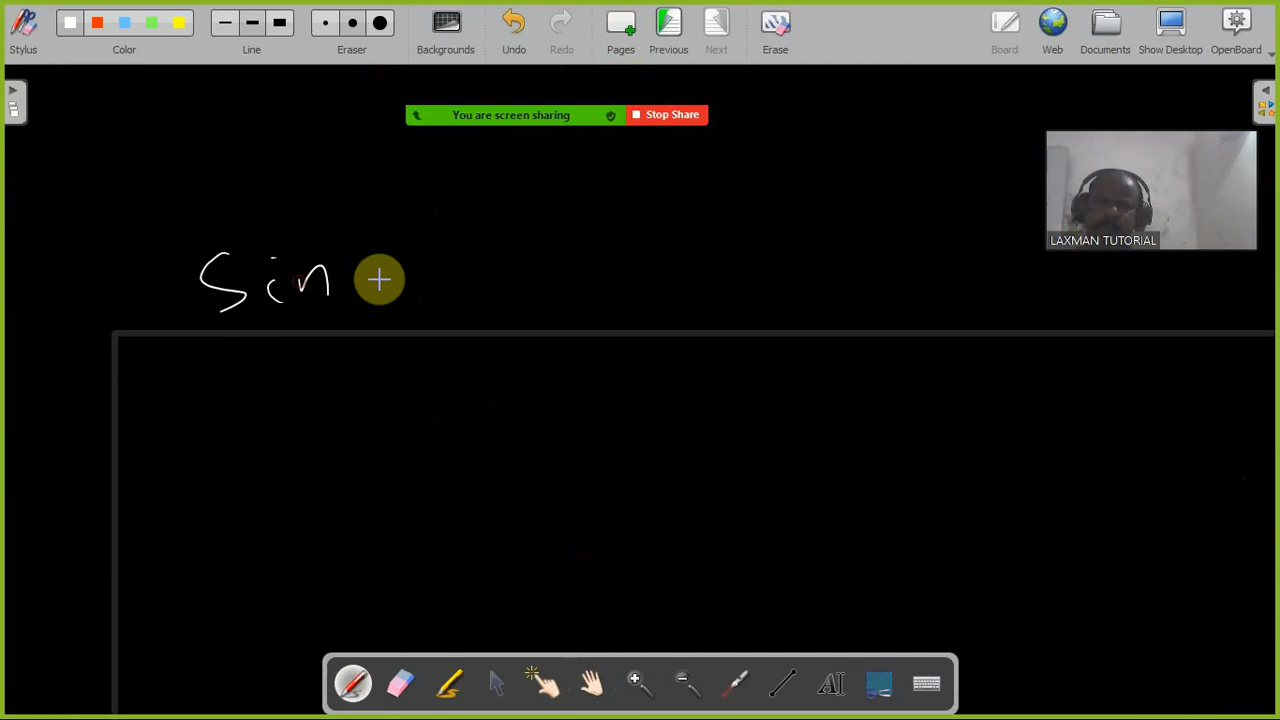 Stylus Color Line Eraser Backgrounds Undo Redo Pages Previous Next Erase Board Web Documents Show Desktop OpenBoard
You are screen sharing Stop Share
LAXMAN TUTORIAL
Sin
AI